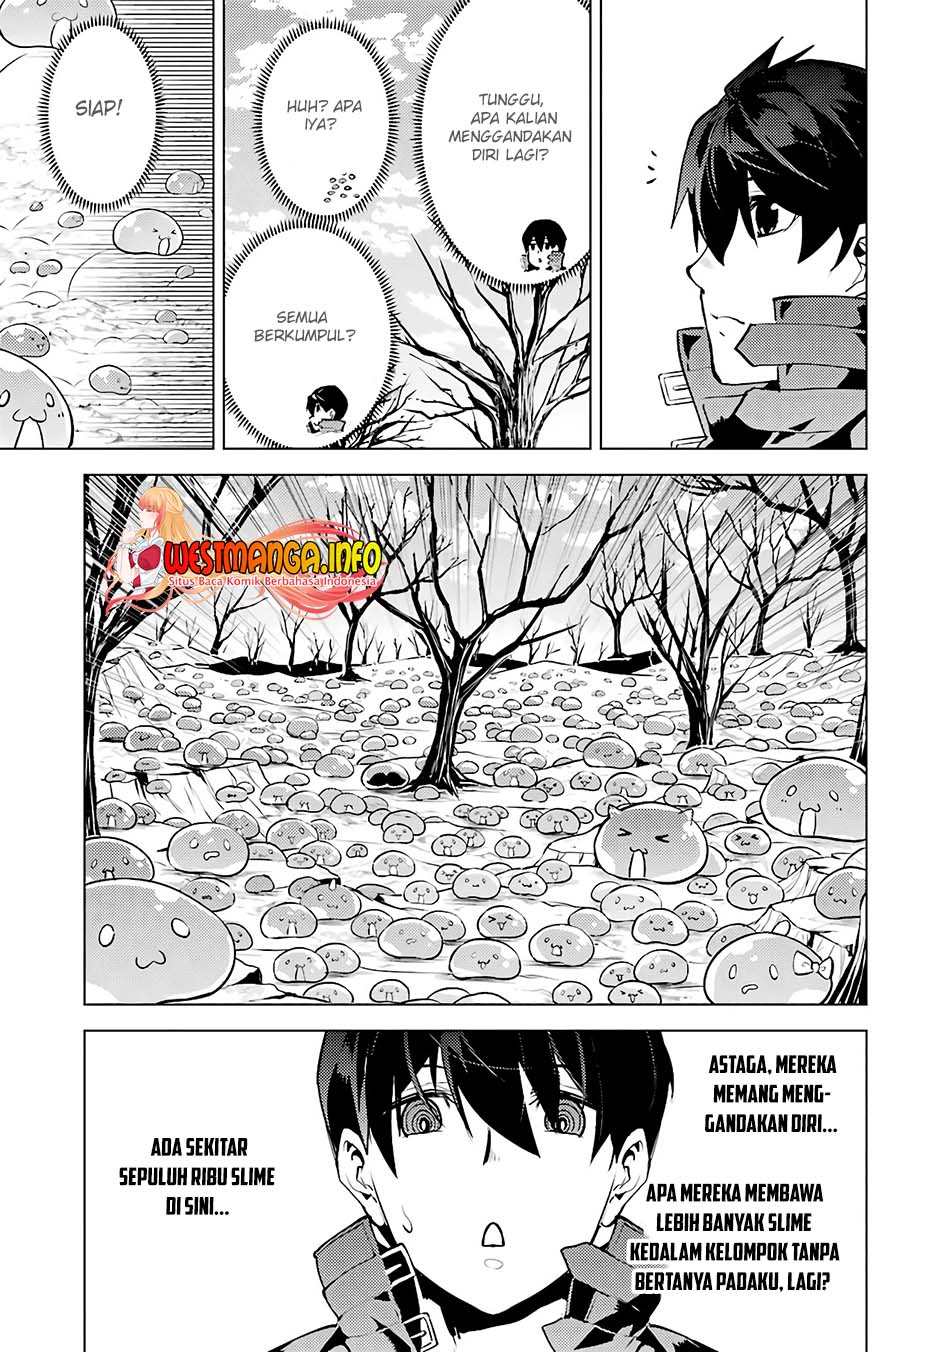 TUNGGU,
APA KALIAN
MENGGANDAKAN
DIRI LAGI?
HUH? APA
IYA?
SEMUA
BERKUMPUL?
SIAP!
WESTMANGA.INFO
Situs Baca Komik Berbahasa Indonesia
ASTAGA, MEREKA
MEMANG MENG-
GANDAKAN DIRI...
APA MEREKA MEMBAWA
LEBIH BANYAK SLIME
KEDALAM KELOMPOK TANPA
BERTANYA PADAKU, LAGI?
ADA SEKITAR
SEPULUH RIBU SLIME
DI SINI...